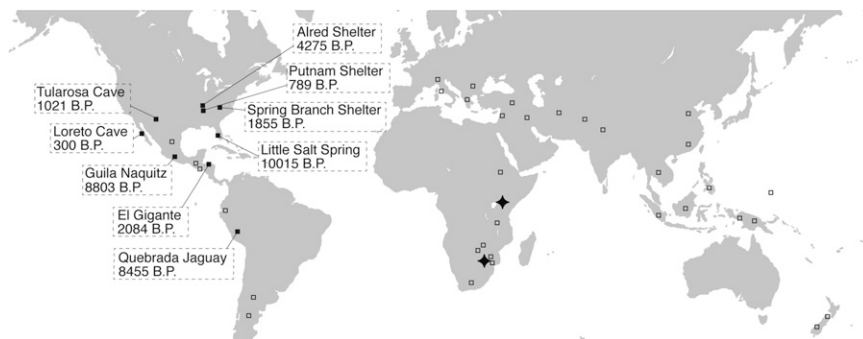 Alred Shelter
4275 B.P.
Putnam Shelter
789 B.P.
Tularosa Cave
1021 B.P.
Spring Branch Shelter
1855 B.P.
Loreto Cave
300 B.P.
Little Salt Spring
10015 B.P.
Guila Naquitz
8803 B.P.
El Gigante
2084 B.P.
Quebrada Jaguay
8455 B.P.